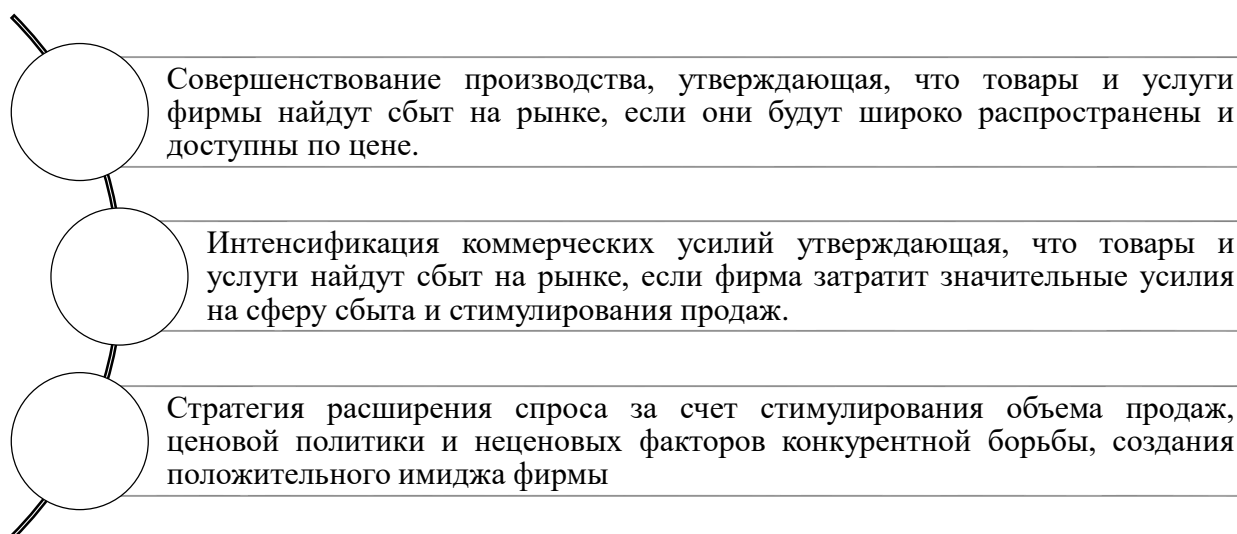 Совершенствование производства, утверждающая, что товары и услуги
фирмы найдут сбыт на рынке, если они будут широко распространены и
доступны по цене.
Интенсификация коммерческих усилий утверждающая, что товары и
услуги найдут сбыт на рынке, если фирма затратит значительные усилия
на сферу сбыта и стимулирования продаж.
Стратегия расширения спроса за счет стимулирования объема продаж,
ценовой политики и неценовых факторов конкурентной борьбы, создания
положительного имиджа фирмы